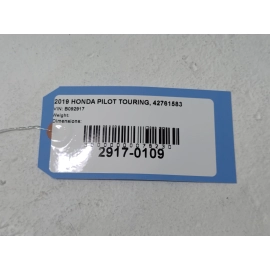 2019 HONDA PILOT TOURING, 42761583
VIN: B092917
Weight:
Dimensions:
2917-0109